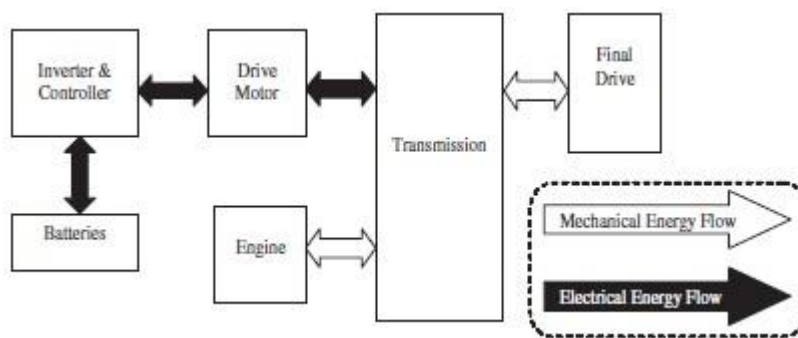 Inverter &
Controller
Drive
Motor
Transmission
Final
Drive
Batteries
Engine
Mechanical Energy Flow
Electrical Energy Flow